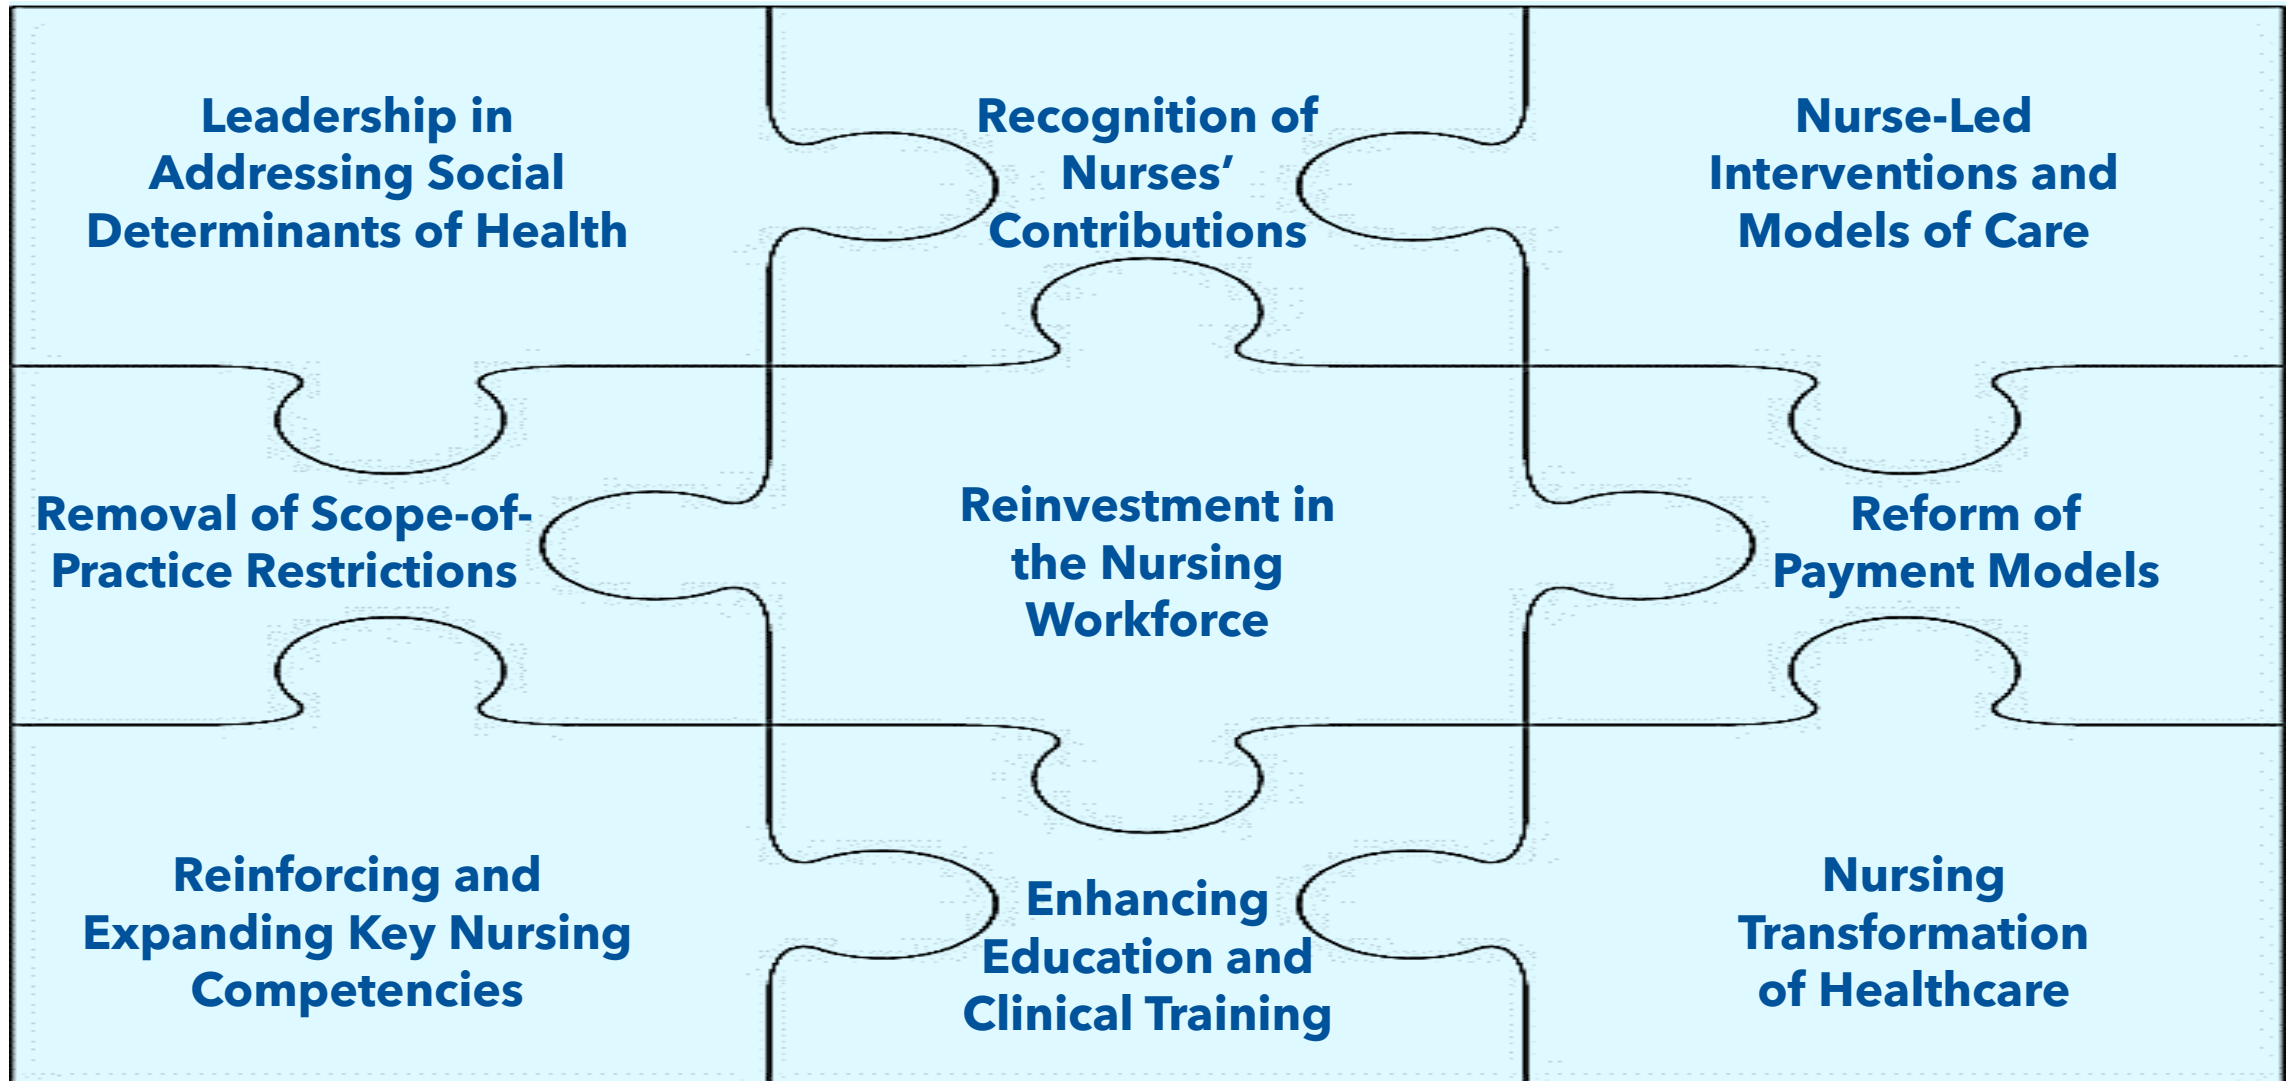 Leadership in
Addressing Social
Determinants of Health
Recognition of
Nurses’
Contributions
Nurse-Led
Interventions and
Models of Care
Removal of Scope-of-
Practice Restrictions
Reinvestment in
the Nursing
Workforce
Reform of
Payment Models
Reinforcing and
Expanding Key Nursing
Competencies
Enhancing
Education and
Clinical Training
Nursing
Transformation
of Healthcare